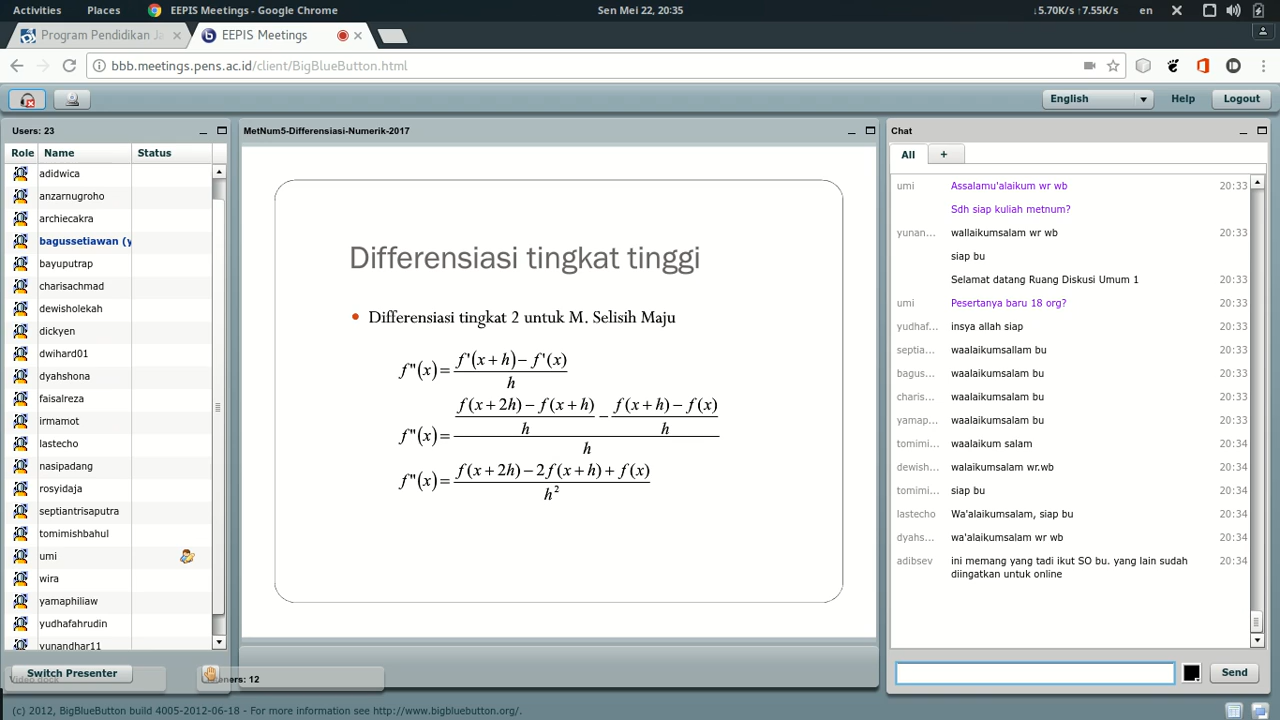 Activities Places EEPIS Meetings - Google Chrome Sen Mei 22, 20:35 ↓5.70K/s ↑7.55K/s en
Program Pendidikan Ja
EEPIS Meetings
bbb.meetings.pens.ac.id/client/BigBlueButton.html
English Help Logout
Users: 23
Role Name Status
adidwica
anzarnugroho
archiecakra
bagussetiawan (y
bayuputrap
charisachmad
dewisholekah
dickyen
dwihard01
dyahshona
faisalreska
irmamot
lastecho
nasipadang
rosyidaja
septiantrisaputra
tomimishbahul
umi
wira
yamaphiliaw
yudhafahrudin
yunandhar11
Switch Presenter
Video dock
eners: 12
MetNum5-Differensiasi-Numerik-2017
Differensiasi tingkat tinggi
• Differensiasi tingkat 2 untuk M. Selisih Maju
f"(x) = (f'(x+h) − f'(x)) / h
f"(x) = ((f(x+2h) − f(x+h)) / h − (f(x+h) − f(x)) / h) / h
f"(x) = (f(x+2h) − 2f(x+h) + f(x)) / h²
Chat
All +
umi Assalamu'alaikum wr wb 20:33
Sdh siap kuliah metnum? 20:33
yunan... wallaikumsalam wr wb 20:33
siap bu
Selamat datang Ruang Diskusi Umum 1 20:33
umi Pesertanya baru 18 org? 20:33
yudhaf... insya allah siap 20:33
septia... waalaikumsallam bu 20:33
bagus... waalaikumsalam bu 20:33
charis... waalaikumsalam bu 20:33
yamap... waalaikumsalam bu 20:33
tomimi... waalaikum salam 20:34
dewish... walaikumsalam wr.wb 20:34
tomimi... siap bu 20:34
lastecho Wa'alaikumsalam, siap bu 20:34
dyahs... wa'alaikumsalam wr wb 20:34
adibsev ini memang yang tadi ikut SO bu. yang lain sudah 20:34
diingatkan untuk online
Send
(c) 2012, BigBlueButton build 4005-2012-06-18 - For more information see http://www.bigbluebutton.org/.